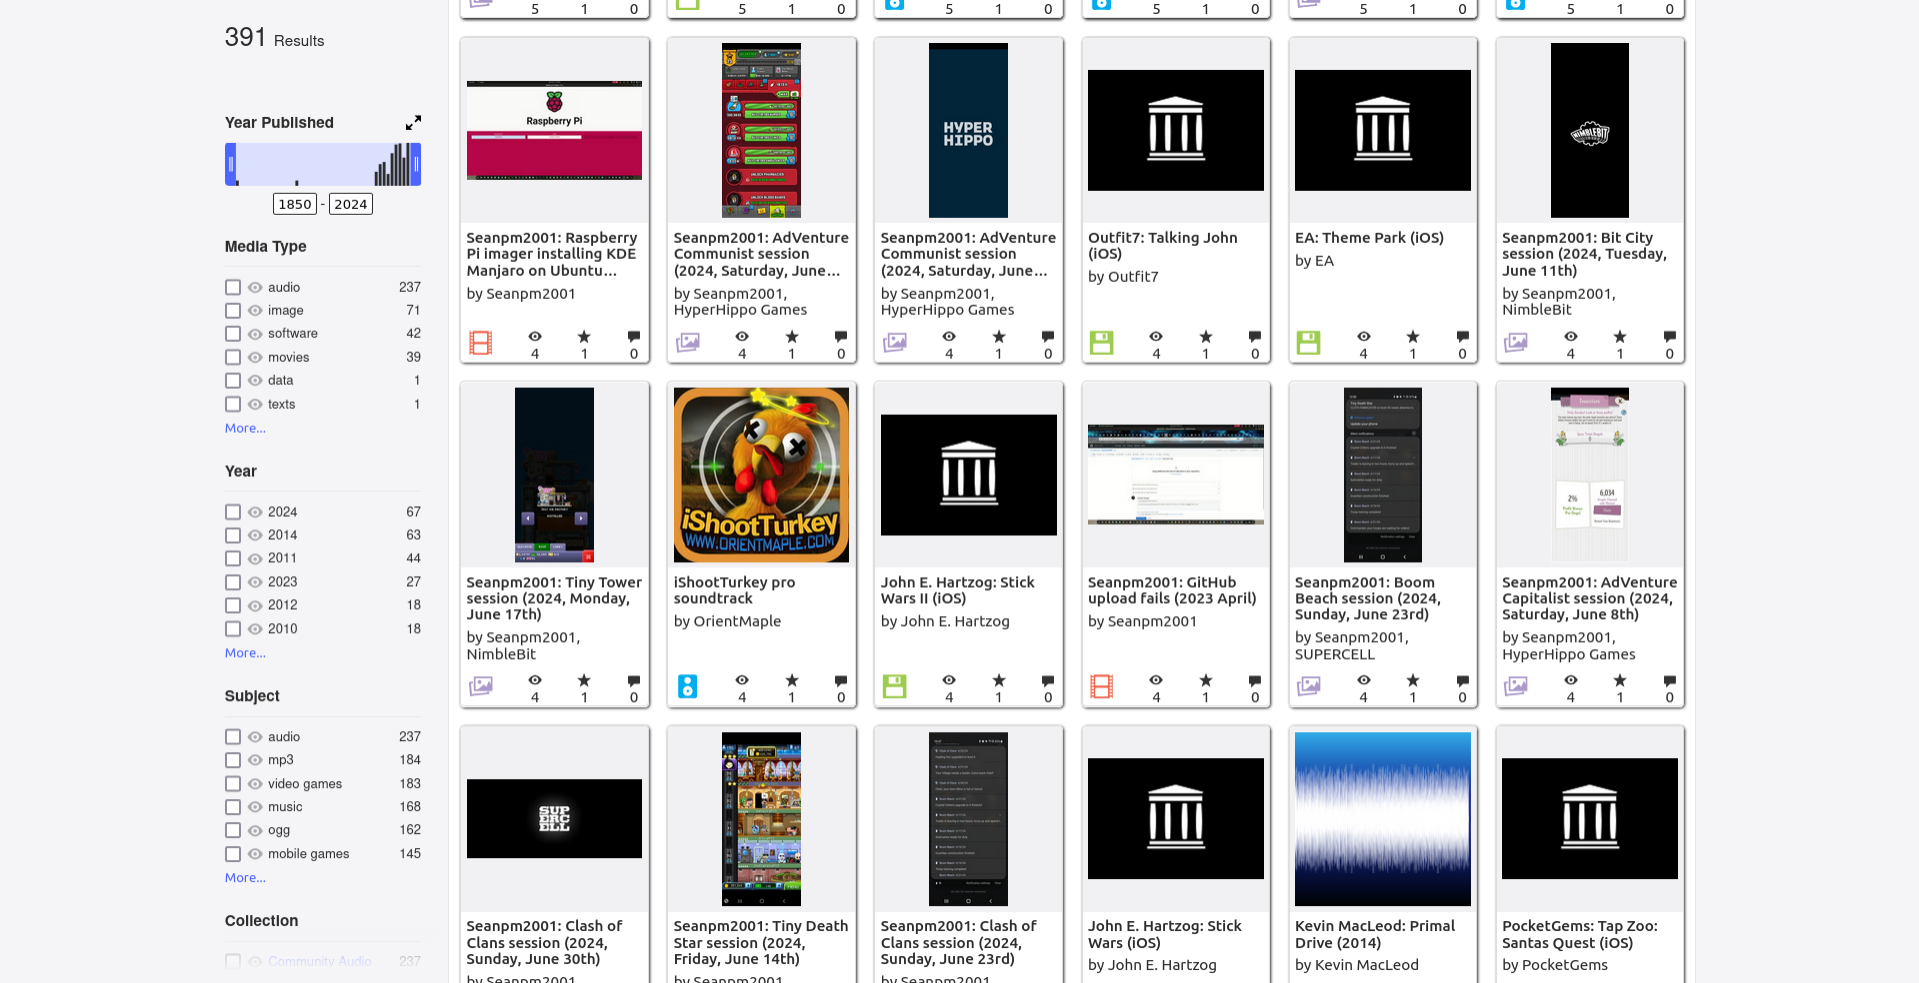 391 Results
Year Published
1850 - 2024
Media Type
audio 237
image 71
software 42
movies 39
data 1
texts 1
More...
Year
2024 67
2014 63
2011 44
2023 27
2012 18
2010 18
More...
Subject
audio 237
mp3 184
video games 183
music 168
ogg 162
mobile games 145
More...
Collection
Community Audio 237
5 1 0
5 1 0
5 1 0
5 1 0
5 1 0
5 1 0
Raspberry Pi
Seanpm2001: Raspberry
Pi imager installing KDE
Manjaro on Ubuntu...
by Seanpm2001
4 1 0
Seanpm2001: AdVenture
Communist session
(2024, Saturday, June...
by Seanpm2001,
HyperHippo Games
4 1 0
HYPER
HIPPO
Seanpm2001: AdVenture
Communist session
(2024, Saturday, June...
by Seanpm2001,
HyperHippo Games
4 1 0
Outfit7: Talking John
(iOS)
by Outfit7
4 1 0
EA: Theme Park (iOS)
by EA
4 1 0
NIMBLEBIT
Seanpm2001: Bit City
session (2024, Tuesday,
June 11th)
by Seanpm2001,
NimbleBit
4 1 0
Seanpm2001: Tiny Tower
session (2024, Monday,
June 17th)
by Seanpm2001,
NimbleBit
4 1 0
iShootTurkey
WWW.ORIENTMAPLE.COM
iShootTurkey pro
soundtrack
by OrientMaple
4 1 0
John E. Hartzog: Stick
Wars II (iOS)
by John E. Hartzog
4 1 0
Seanpm2001: GitHub
upload fails (2023 April)
by Seanpm2001
4 1 0
Seanpm2001: Boom
Beach session (2024,
Sunday, June 23rd)
by Seanpm2001,
SUPERCELL
4 1 0
2% 6,034
Seanpm2001: AdVenture
Capitalist session (2024,
Saturday, June 8th)
by Seanpm2001,
HyperHippo Games
4 1 0
SUP
ERC
ELL
Seanpm2001: Clash of
Clans session (2024,
Sunday, June 30th)
by Seanpm2001
Seanpm2001: Tiny Death
Star session (2024,
Friday, June 14th)
by Seanpm2001
Seanpm2001: Clash of
Clans session (2024,
Sunday, June 23rd)
by Seanpm2001
John E. Hartzog: Stick
Wars (iOS)
by John E. Hartzog
Kevin MacLeod: Primal
Drive (2014)
by Kevin MacLeod
PocketGems: Tap Zoo:
Santas Quest (iOS)
by PocketGems